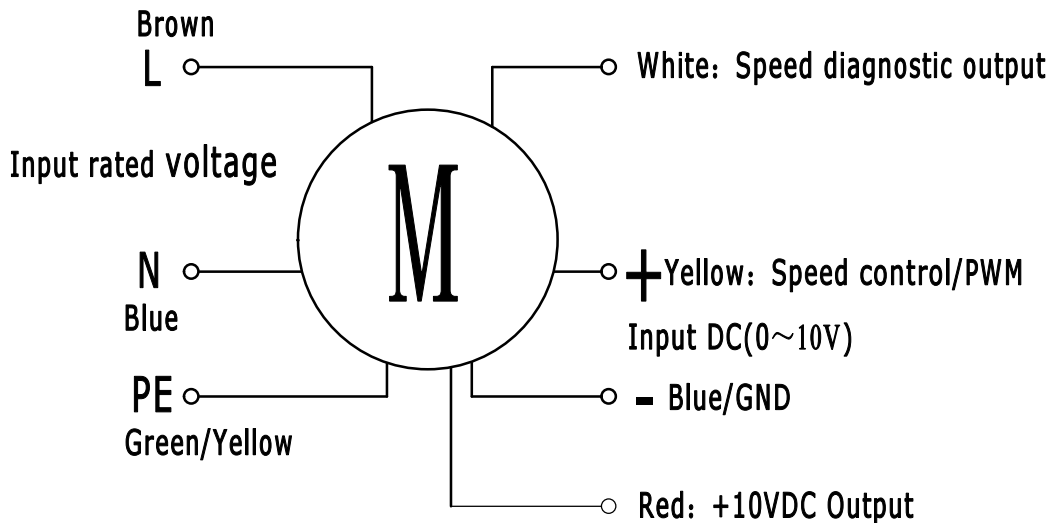 Brown
L
Input rated voltage
N
Blue
PE
Green/Yellow
M
White: Speed diagnostic output
+Yellow: Speed control/PWM
Input DC(0~10V)
- Blue/GND
Red: +10VDC Output